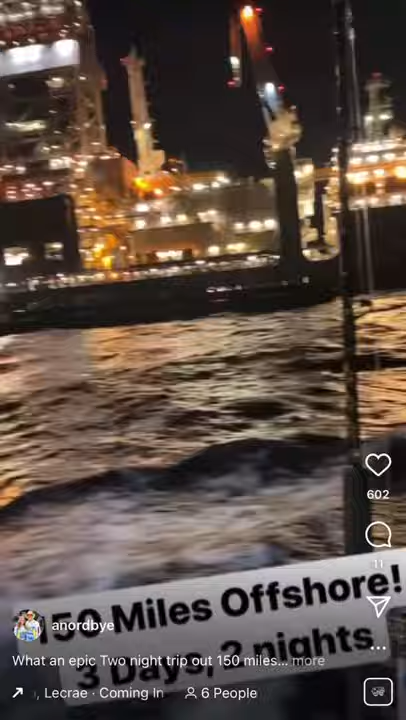 602
11
150 Miles Offshore!
anordbye
3 Days, 2 nights
What an epic Two night trip out 150 miles... more
, Lecrae · Coming In
6 People